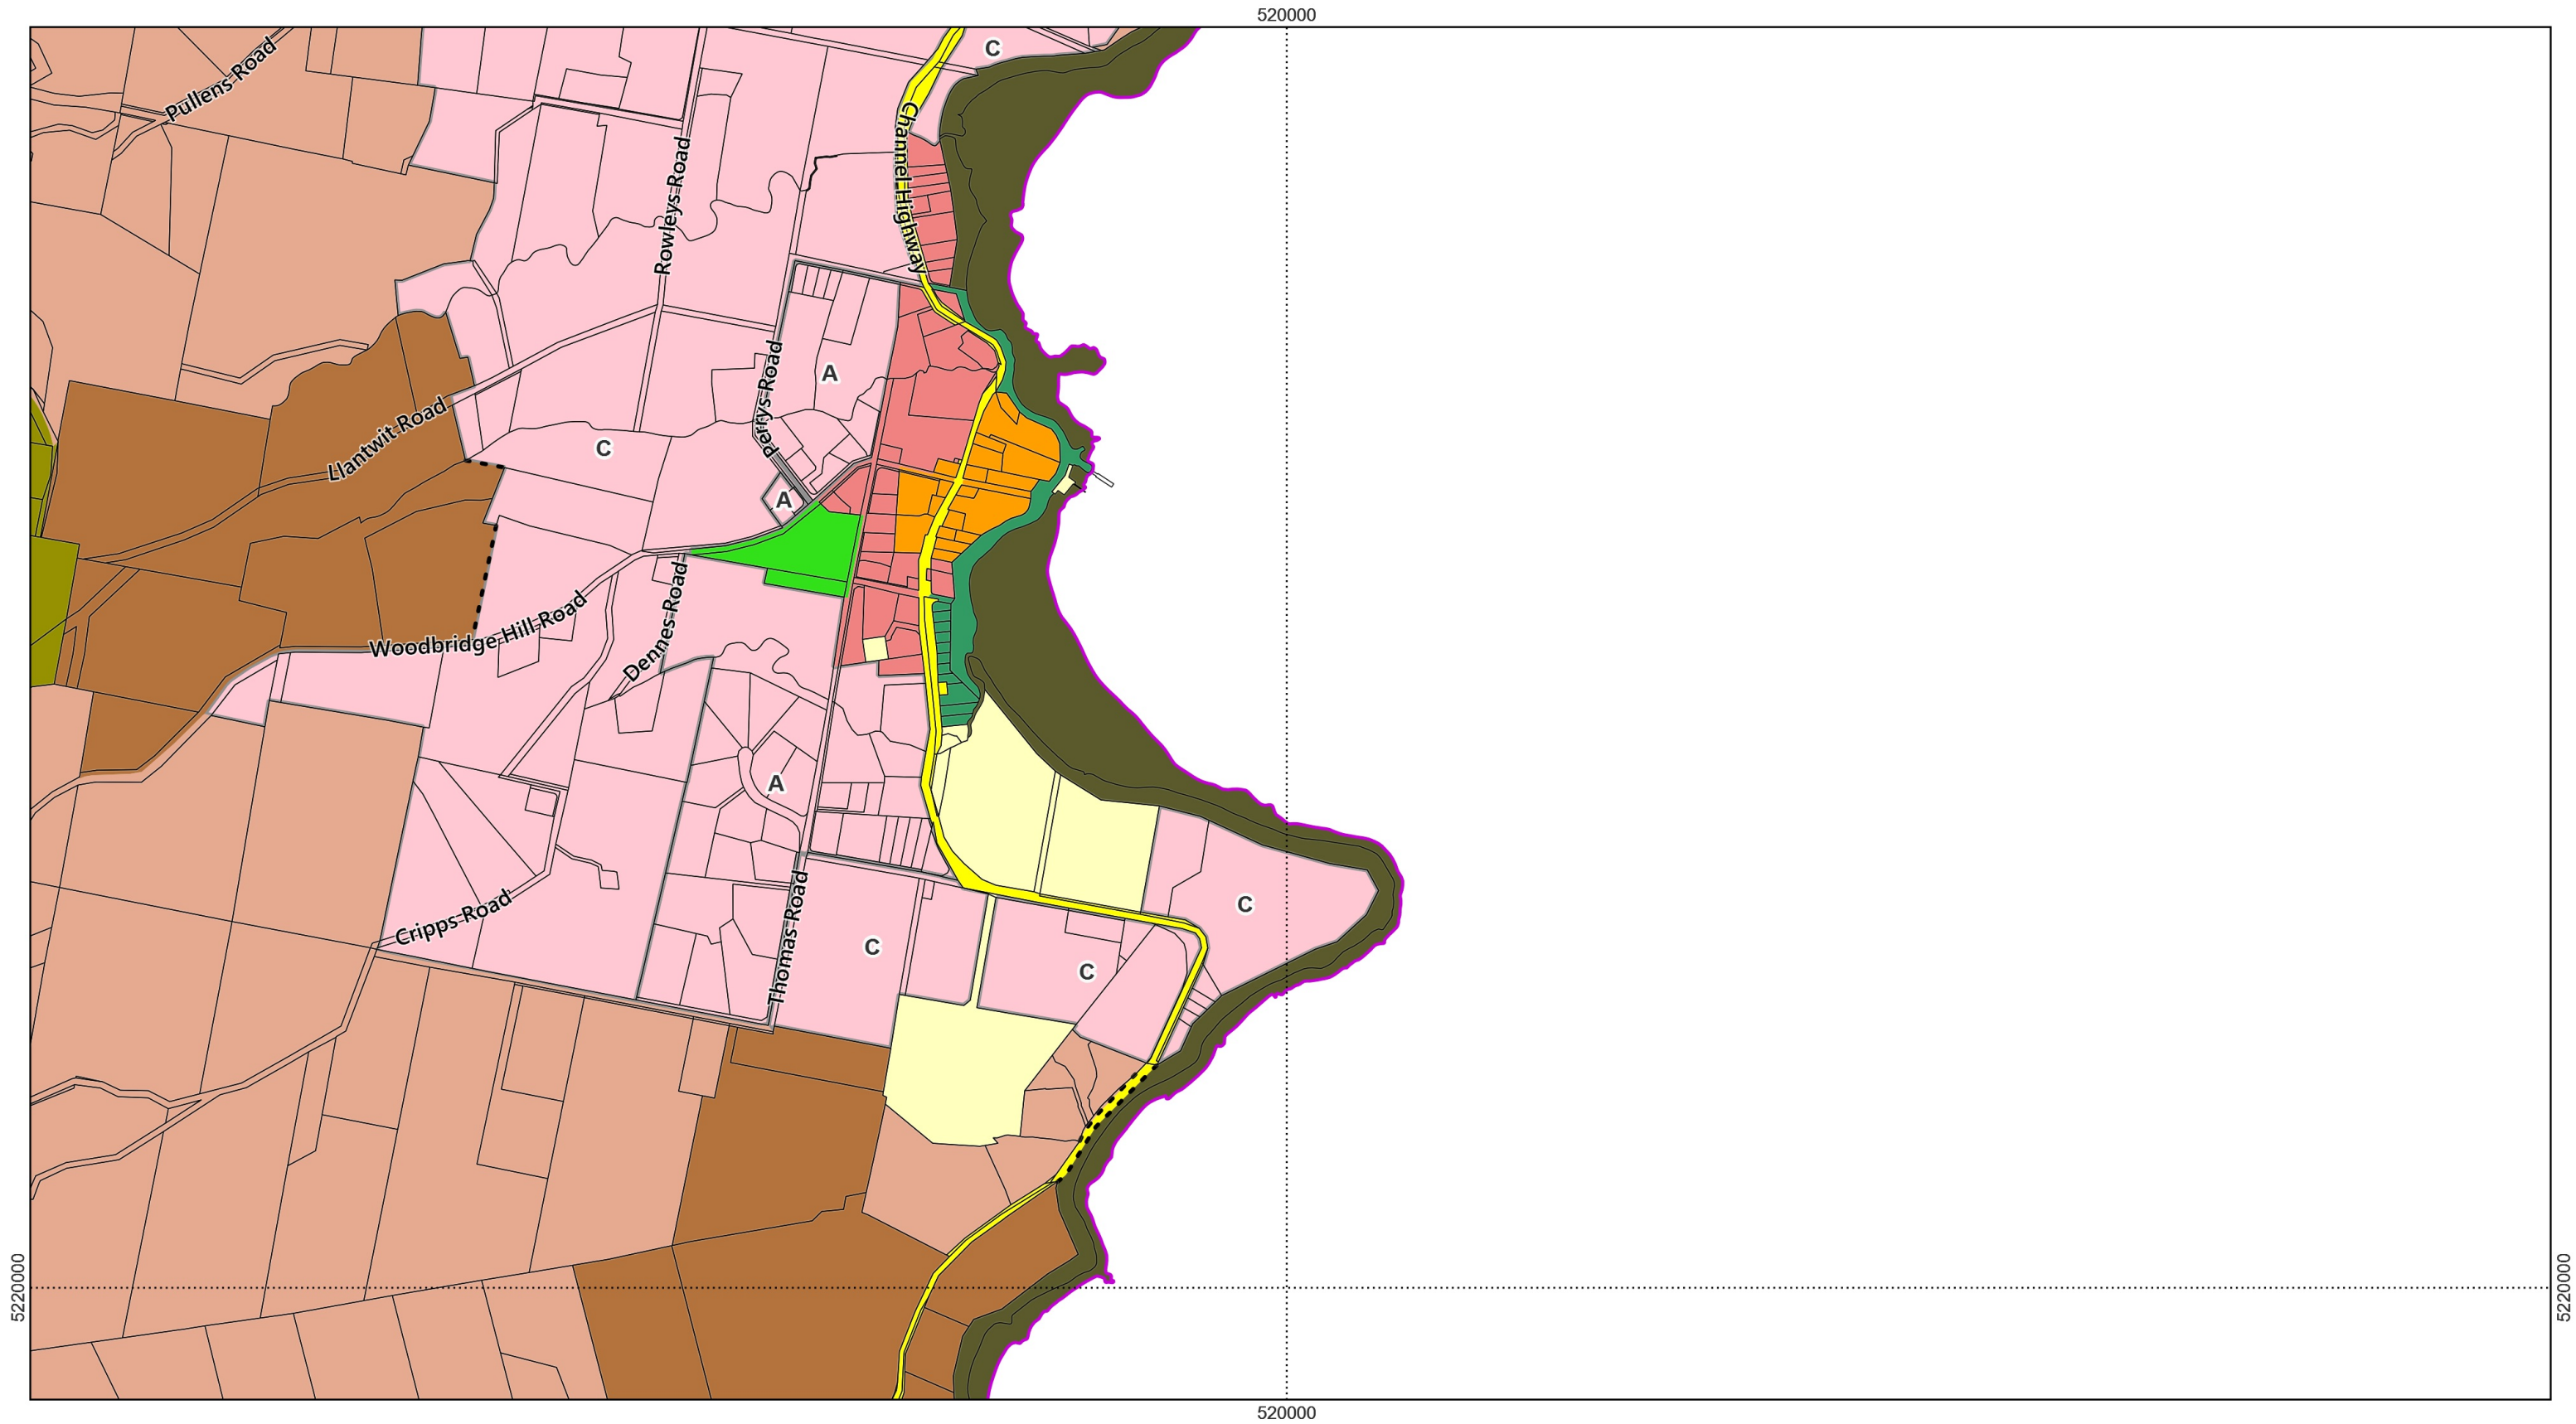 520000
C
Pullens Road
Channel Highway
Rowleys Road
Perrys Road
A
Llantwit Road
C
A
Woodbridge Hill Road
Dennes Road
A
Cripps Road
Thomas Road
C
C
C
5220000
5220000
520000